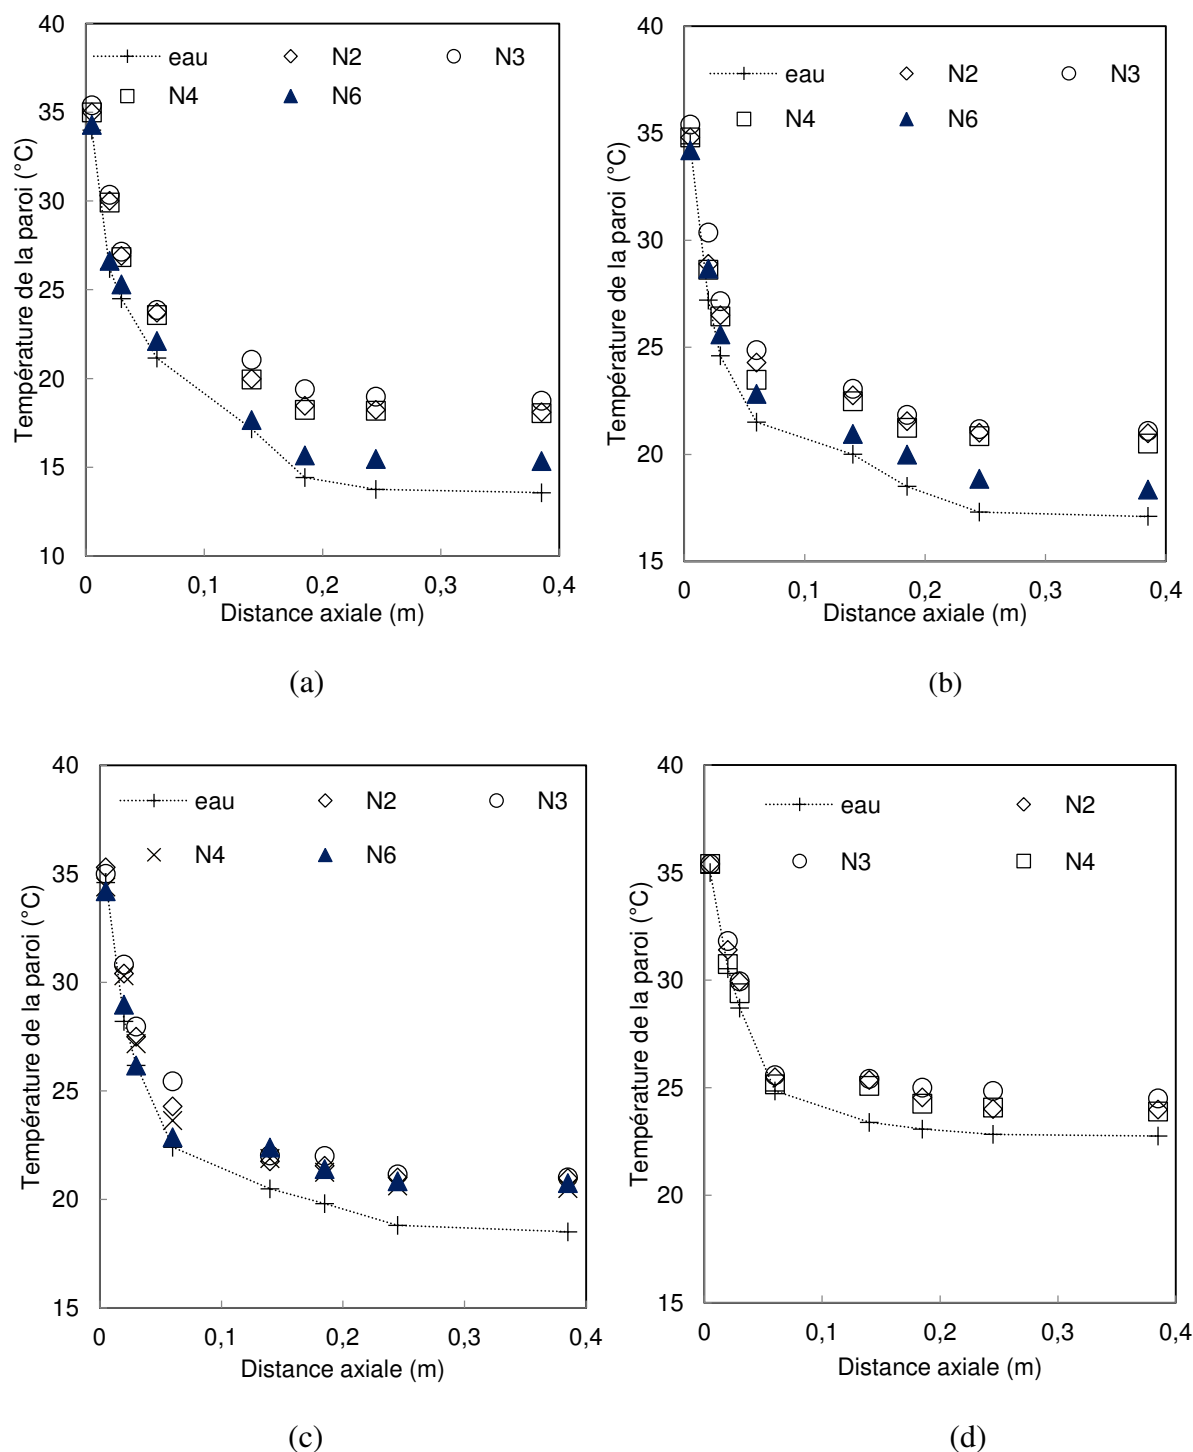 40
35
30
25
20
15
10
Température de la paroi (°C)
eau N2 N3
N4 N6
0 0,1 0,2 0,3 0,4
Distance axiale (m)
(a)
40
35
30
25
20
15
Température de la paroi (°C)
eau N2 N3
N4 N6
0 0,1 0,2 0,3 0,4
Distance axiale (m)
(b)
40
35
30
25
20
15
Température de la paroi (°C)
eau N2 N3
N4 N6
0 0,1 0,2 0,3 0,4
Distance axiale (m)
(c)
40
35
30
25
20
15
Température de la paroi (°C)
eau N2
N3 N4
0 0,1 0,2 0,3 0,4
Distance axiale (m)
(d)